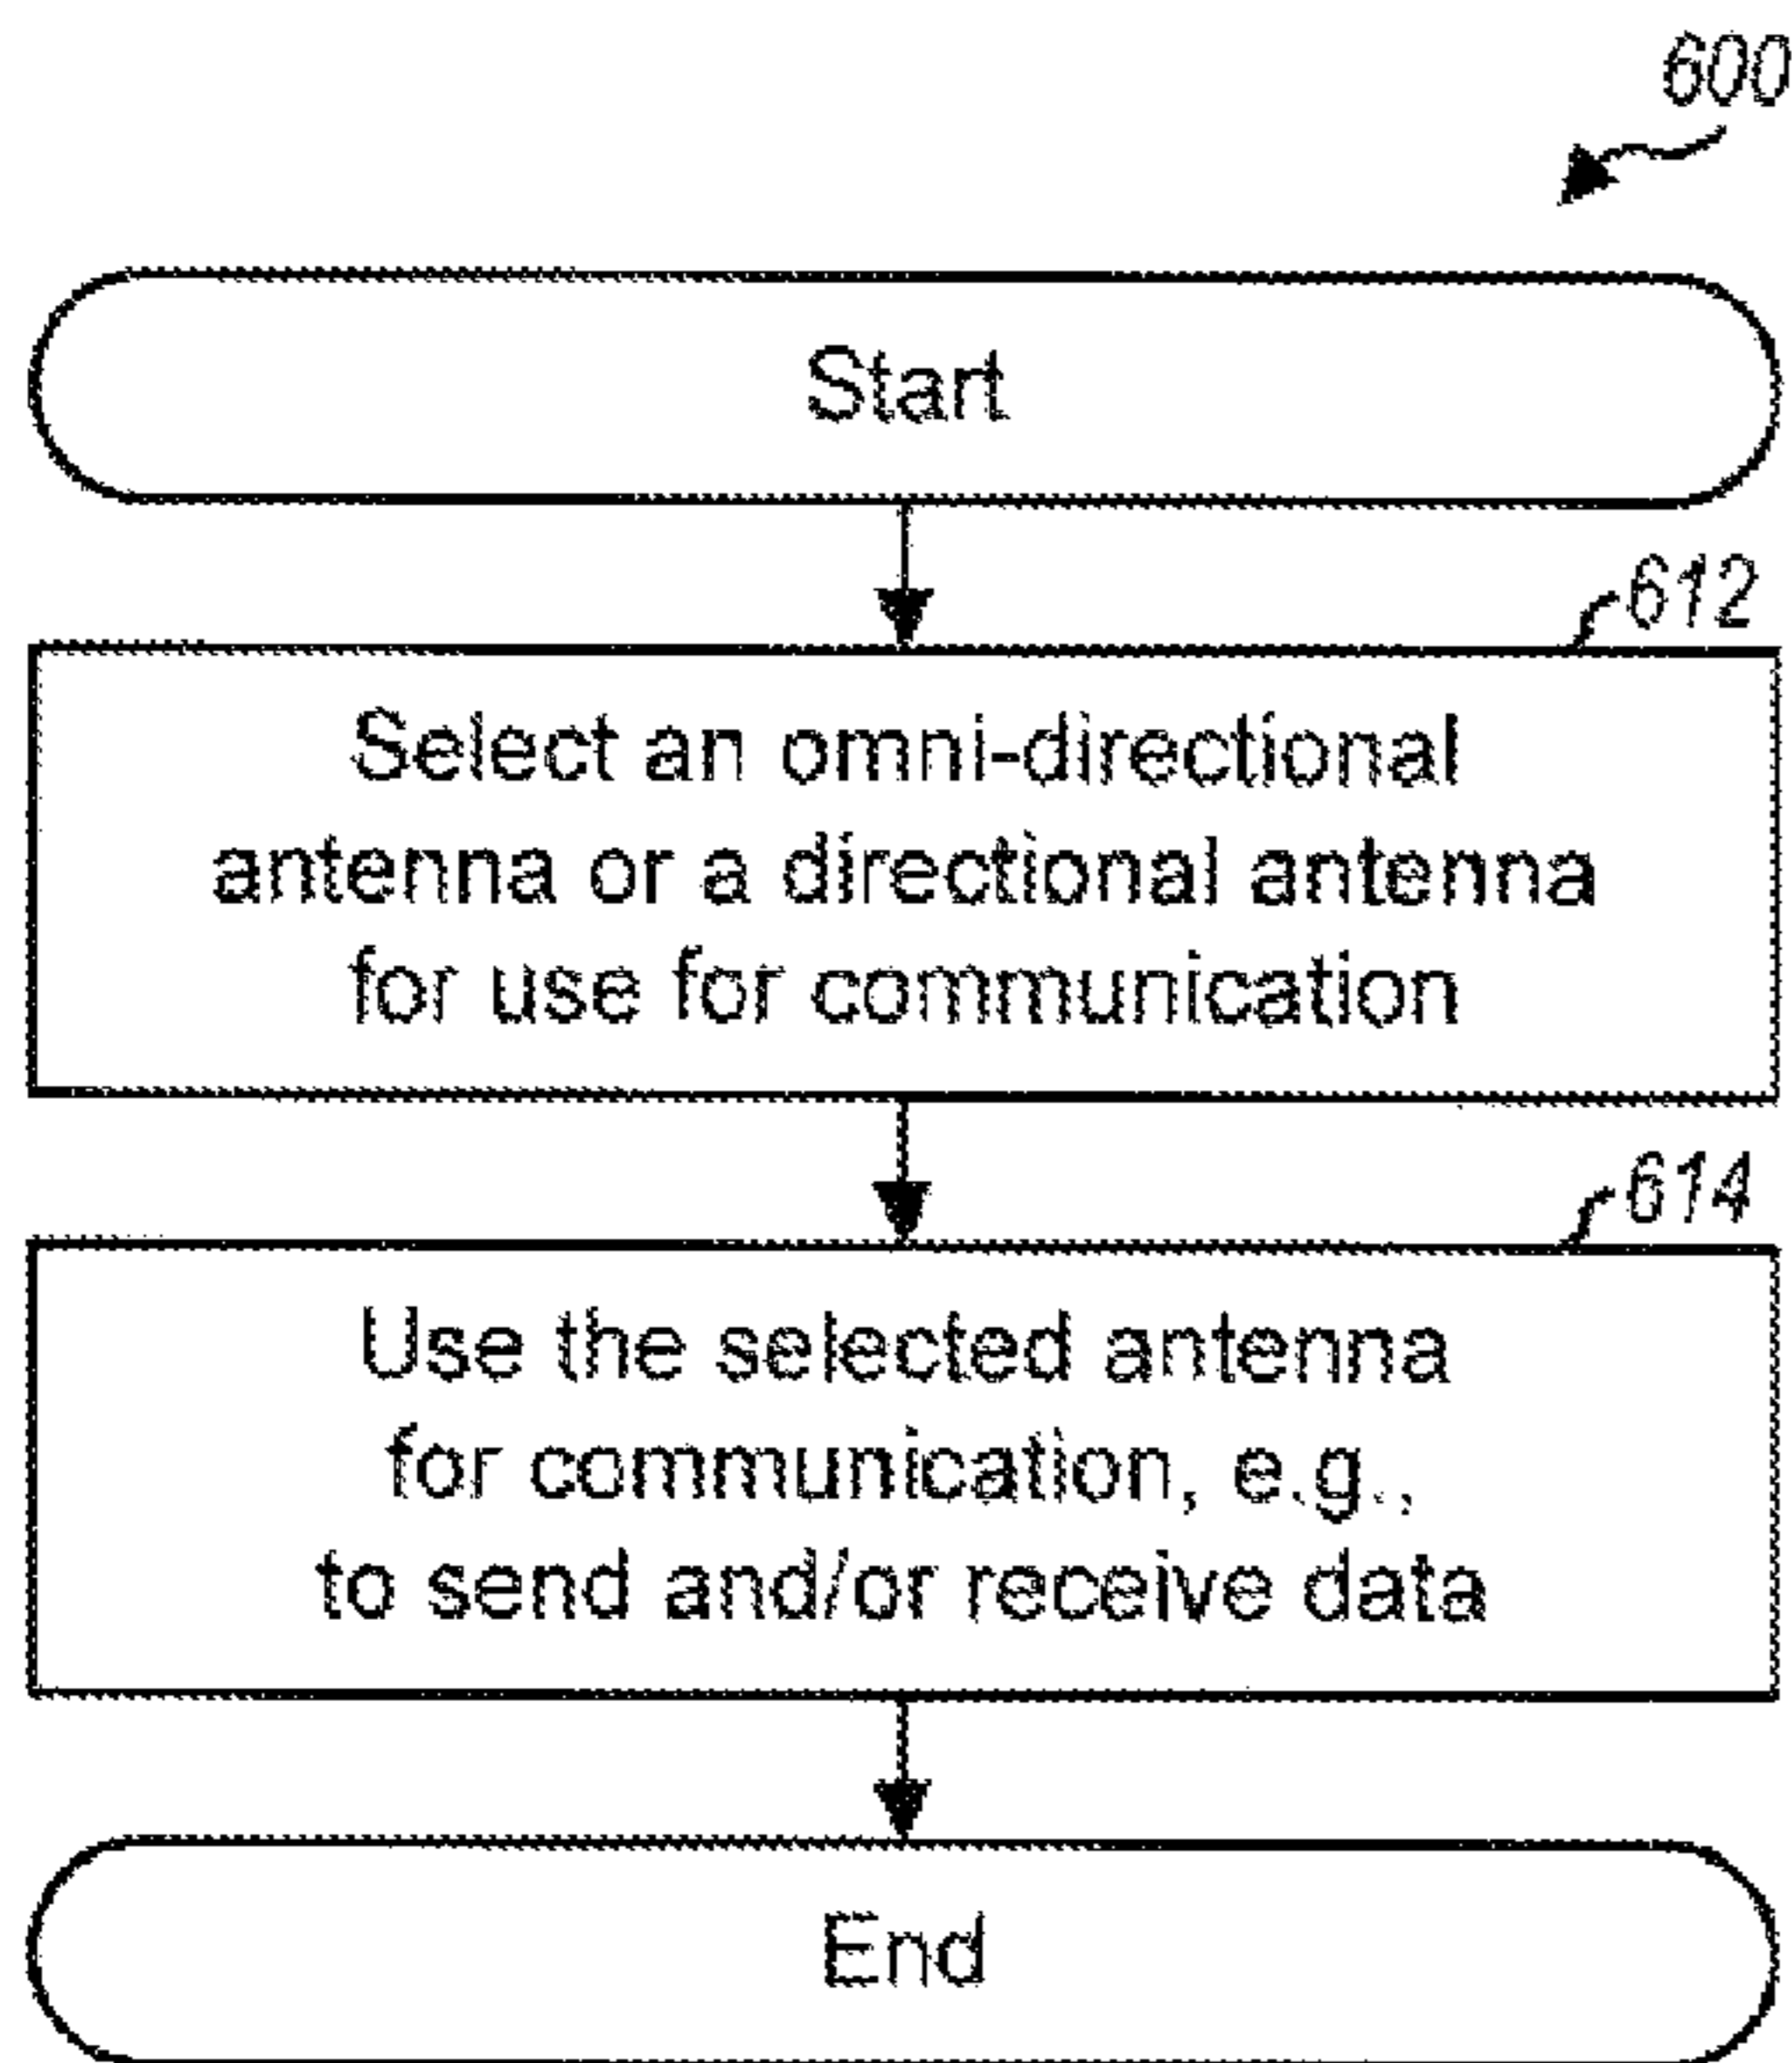 600
Start
612
Select an omni-directional
antenna or a directional antenna
for use for communication
614
Use the selected antenna
for communication, e.g.,
to send and/or receive data
End